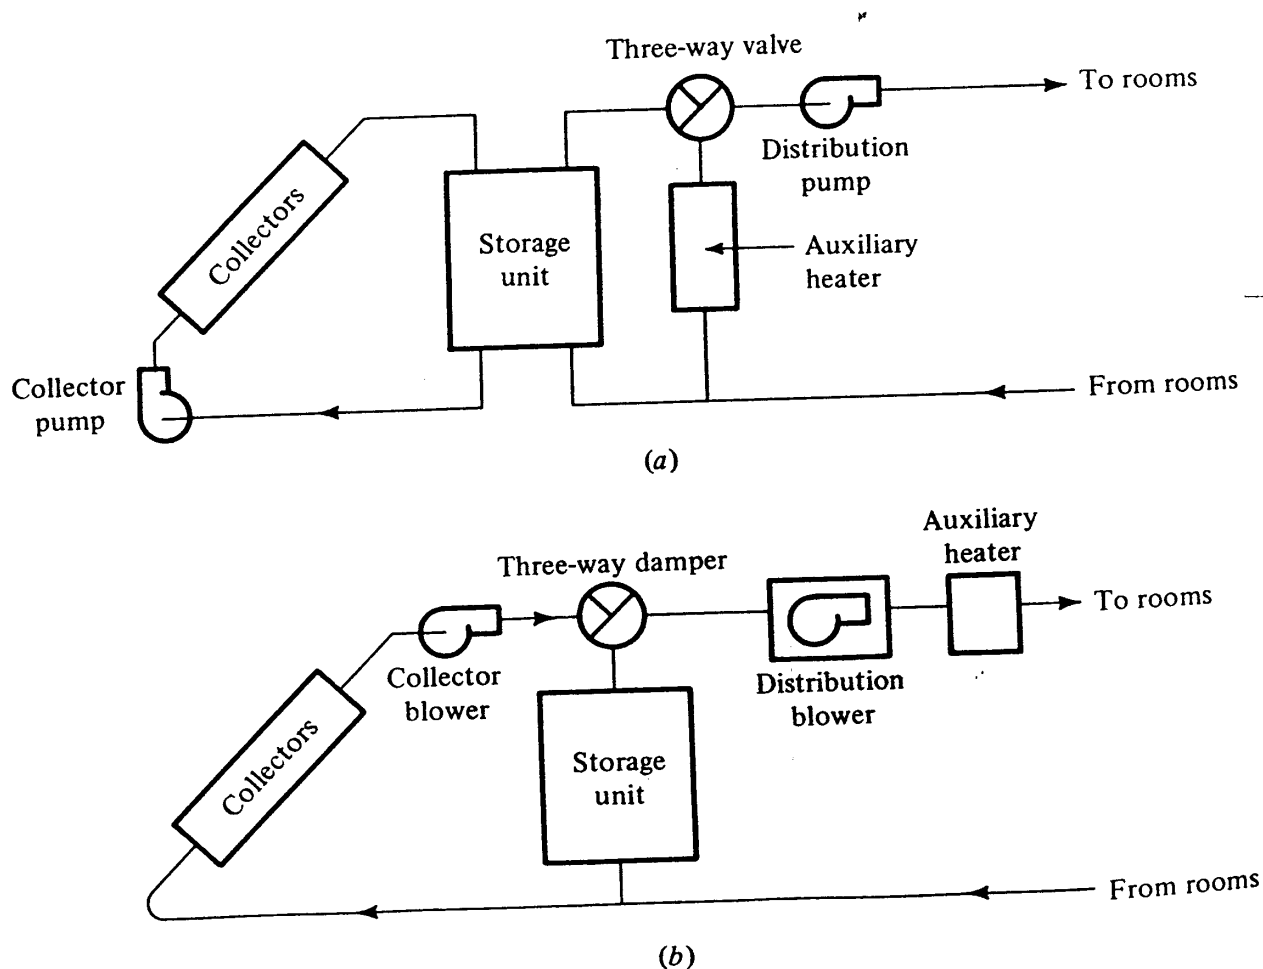 Three-way valve
To rooms
Distribution
pump
Collectors
Storage
unit
Auxiliary
heater
Collector
pump
From rooms
(a)
Auxiliary
heater
Three-way damper
To rooms
Collector
blower
Distribution
blower
Collectors
Storage
unit
From rooms
(b)